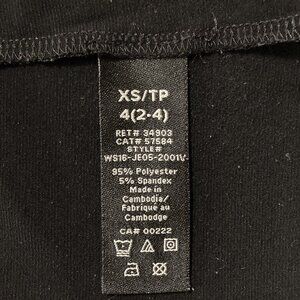 XS/TP
4(2-4)
RET# 34903
CAT# 57584
STYLE#
WS16-JE05-2001V
95% Polyester
5% Spandex
Made in
Cambodia/
Fabrique au
Cambodge
CA# 00222